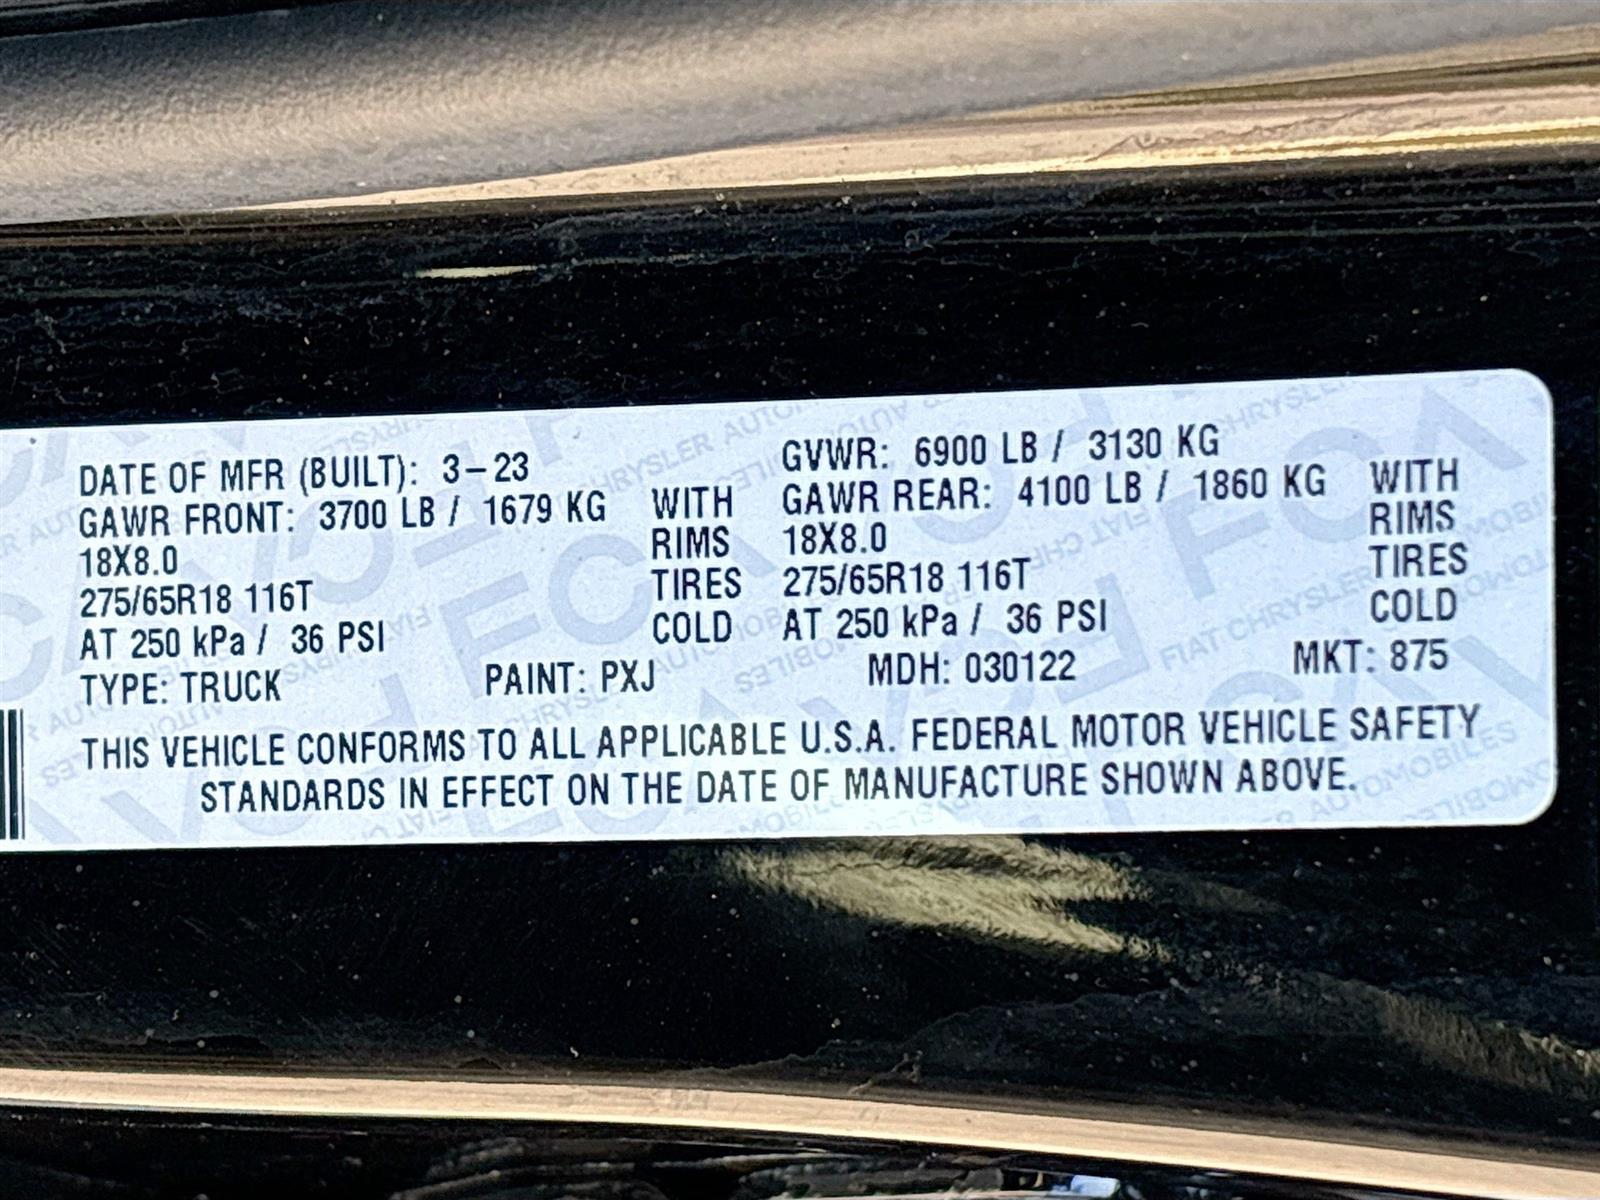 DATE OF MFR (BUILT): 3-23
GVWR: 6900 LB / 3130 KG
GAWR FRONT: 3700 LB / 1679 KG WITH
18X8.0 RIMS
275/65R18 116T TIRES
AT 250 kPa / 36 PSI COLD
GAWR REAR: 4100 LB / 1860 KG WITH
18X8.0 RIMS
275/65R18 116T TIRES
AT 250 kPa / 36 PSI COLD
TYPE: TRUCK PAINT: PXJ MDH: 030122 MKT: 875
THIS VEHICLE CONFORMS TO ALL APPLICABLE U.S.A. FEDERAL MOTOR VEHICLE SAFETY
STANDARDS IN EFFECT ON THE DATE OF MANUFACTURE SHOWN ABOVE.